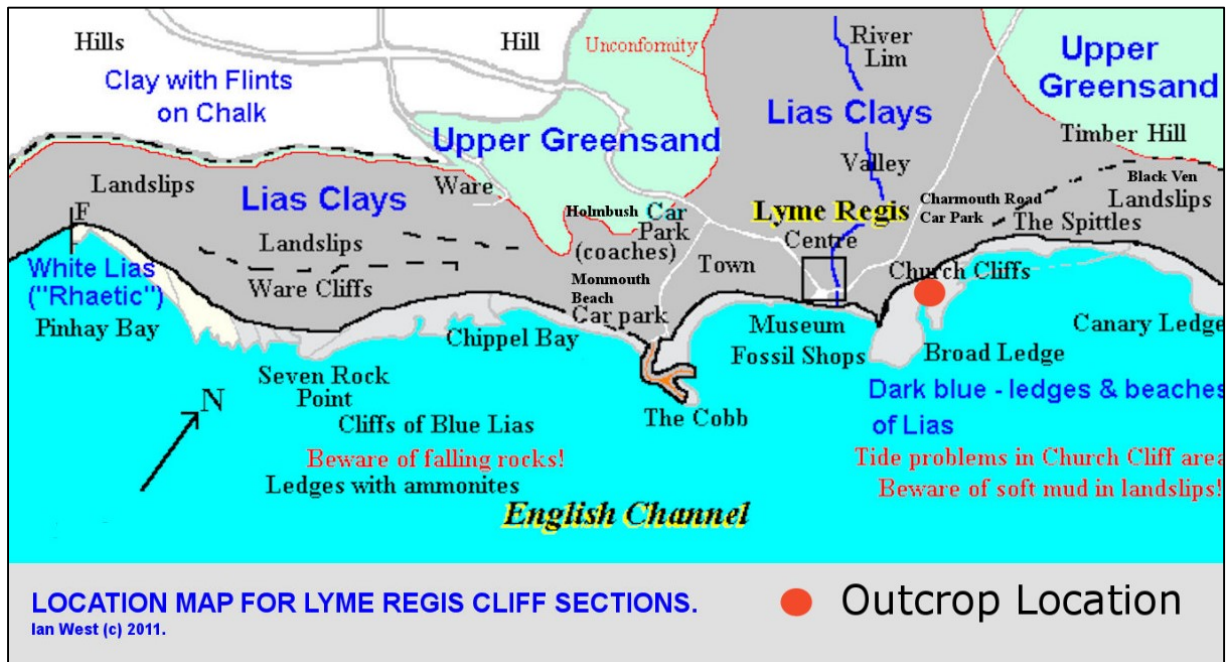 Hills
Hill
Unconformity
River
Lim
Upper
Greensand
Clay with Flints
on Chalk
Upper Greensand
Lias Clays
Timber Hill
Valley
Black Ven
Landslips
Landslips
Lias Clays
Ware
Holmbush
Car
Park
(coaches)
Lyme Regis
Centre
Charmouth Road
Car Park
The Spittles
F
Landslips
Ware Cliffs
Town
Church Cliffs
White Lias
("Rhaetic")
Pinhay Bay
Monmouth
Beach
Car park
Chippel Bay
Museum
Fossil Shops
Canary Ledge
Broad Ledge
Seven Rock
Point
N
The Cobb
Dark blue - ledges & beaches
of Lias
Cliffs of Blue Lias
Beware of falling rocks!
Ledges with ammonites
Tide problems in Church Cliff area
Beware of soft mud in landslips!
English Channel
LOCATION MAP FOR LYME REGIS CLIFF SECTIONS.
Ian West (c) 2011.
Outcrop Location